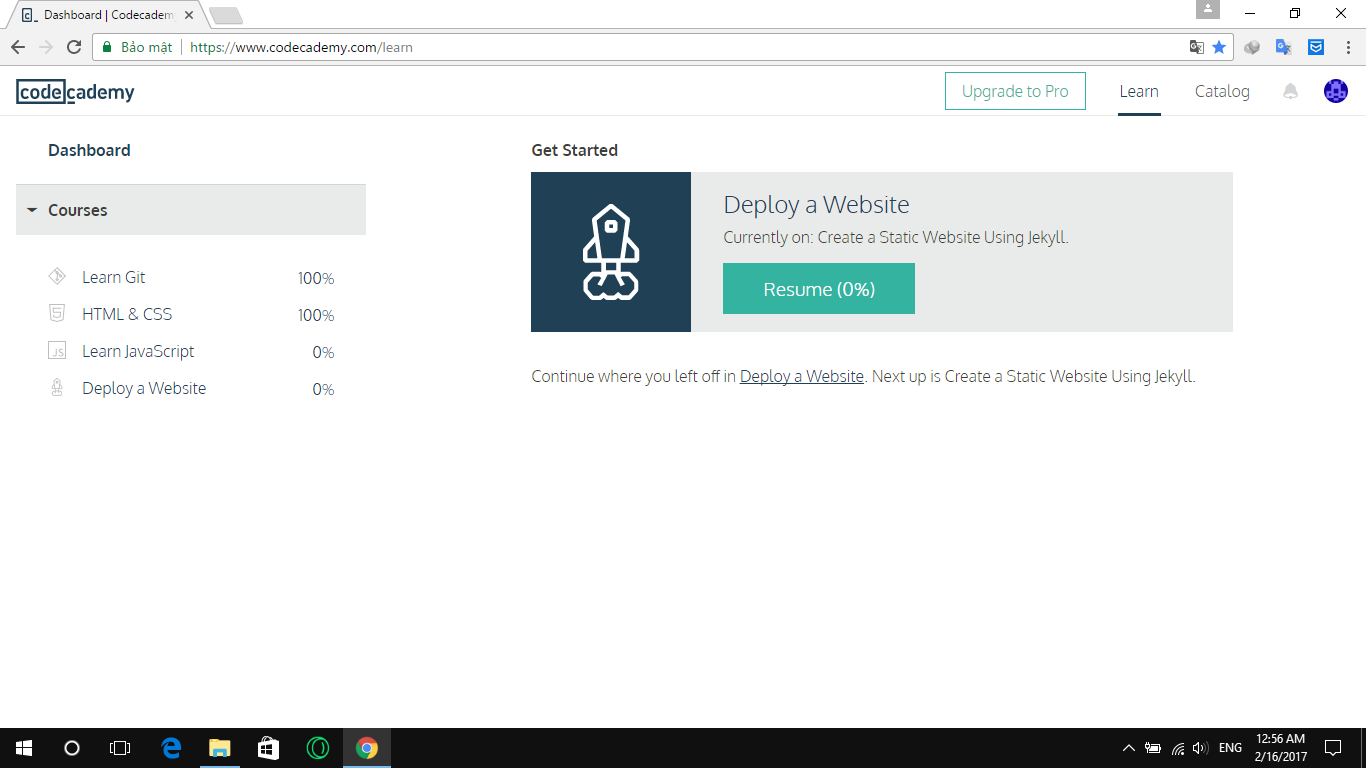 Dashboard | Codecadem
Bảo mật
https://www.codecademy.com/learn
codecademy
Upgrade to Pro
Learn
Catalog
Dashboard
Courses
Learn Git 100%
HTML & CSS 100%
JS Learn JavaScript 0%
Deploy a Website 0%
Get Started
Deploy a Website
Currently on: Create a Static Website Using Jekyll.
Resume (0%)
Continue where you left off in Deploy a Website. Next up is Create a Static Website Using Jekyll.
ENG
12:56 AM
2/16/2017